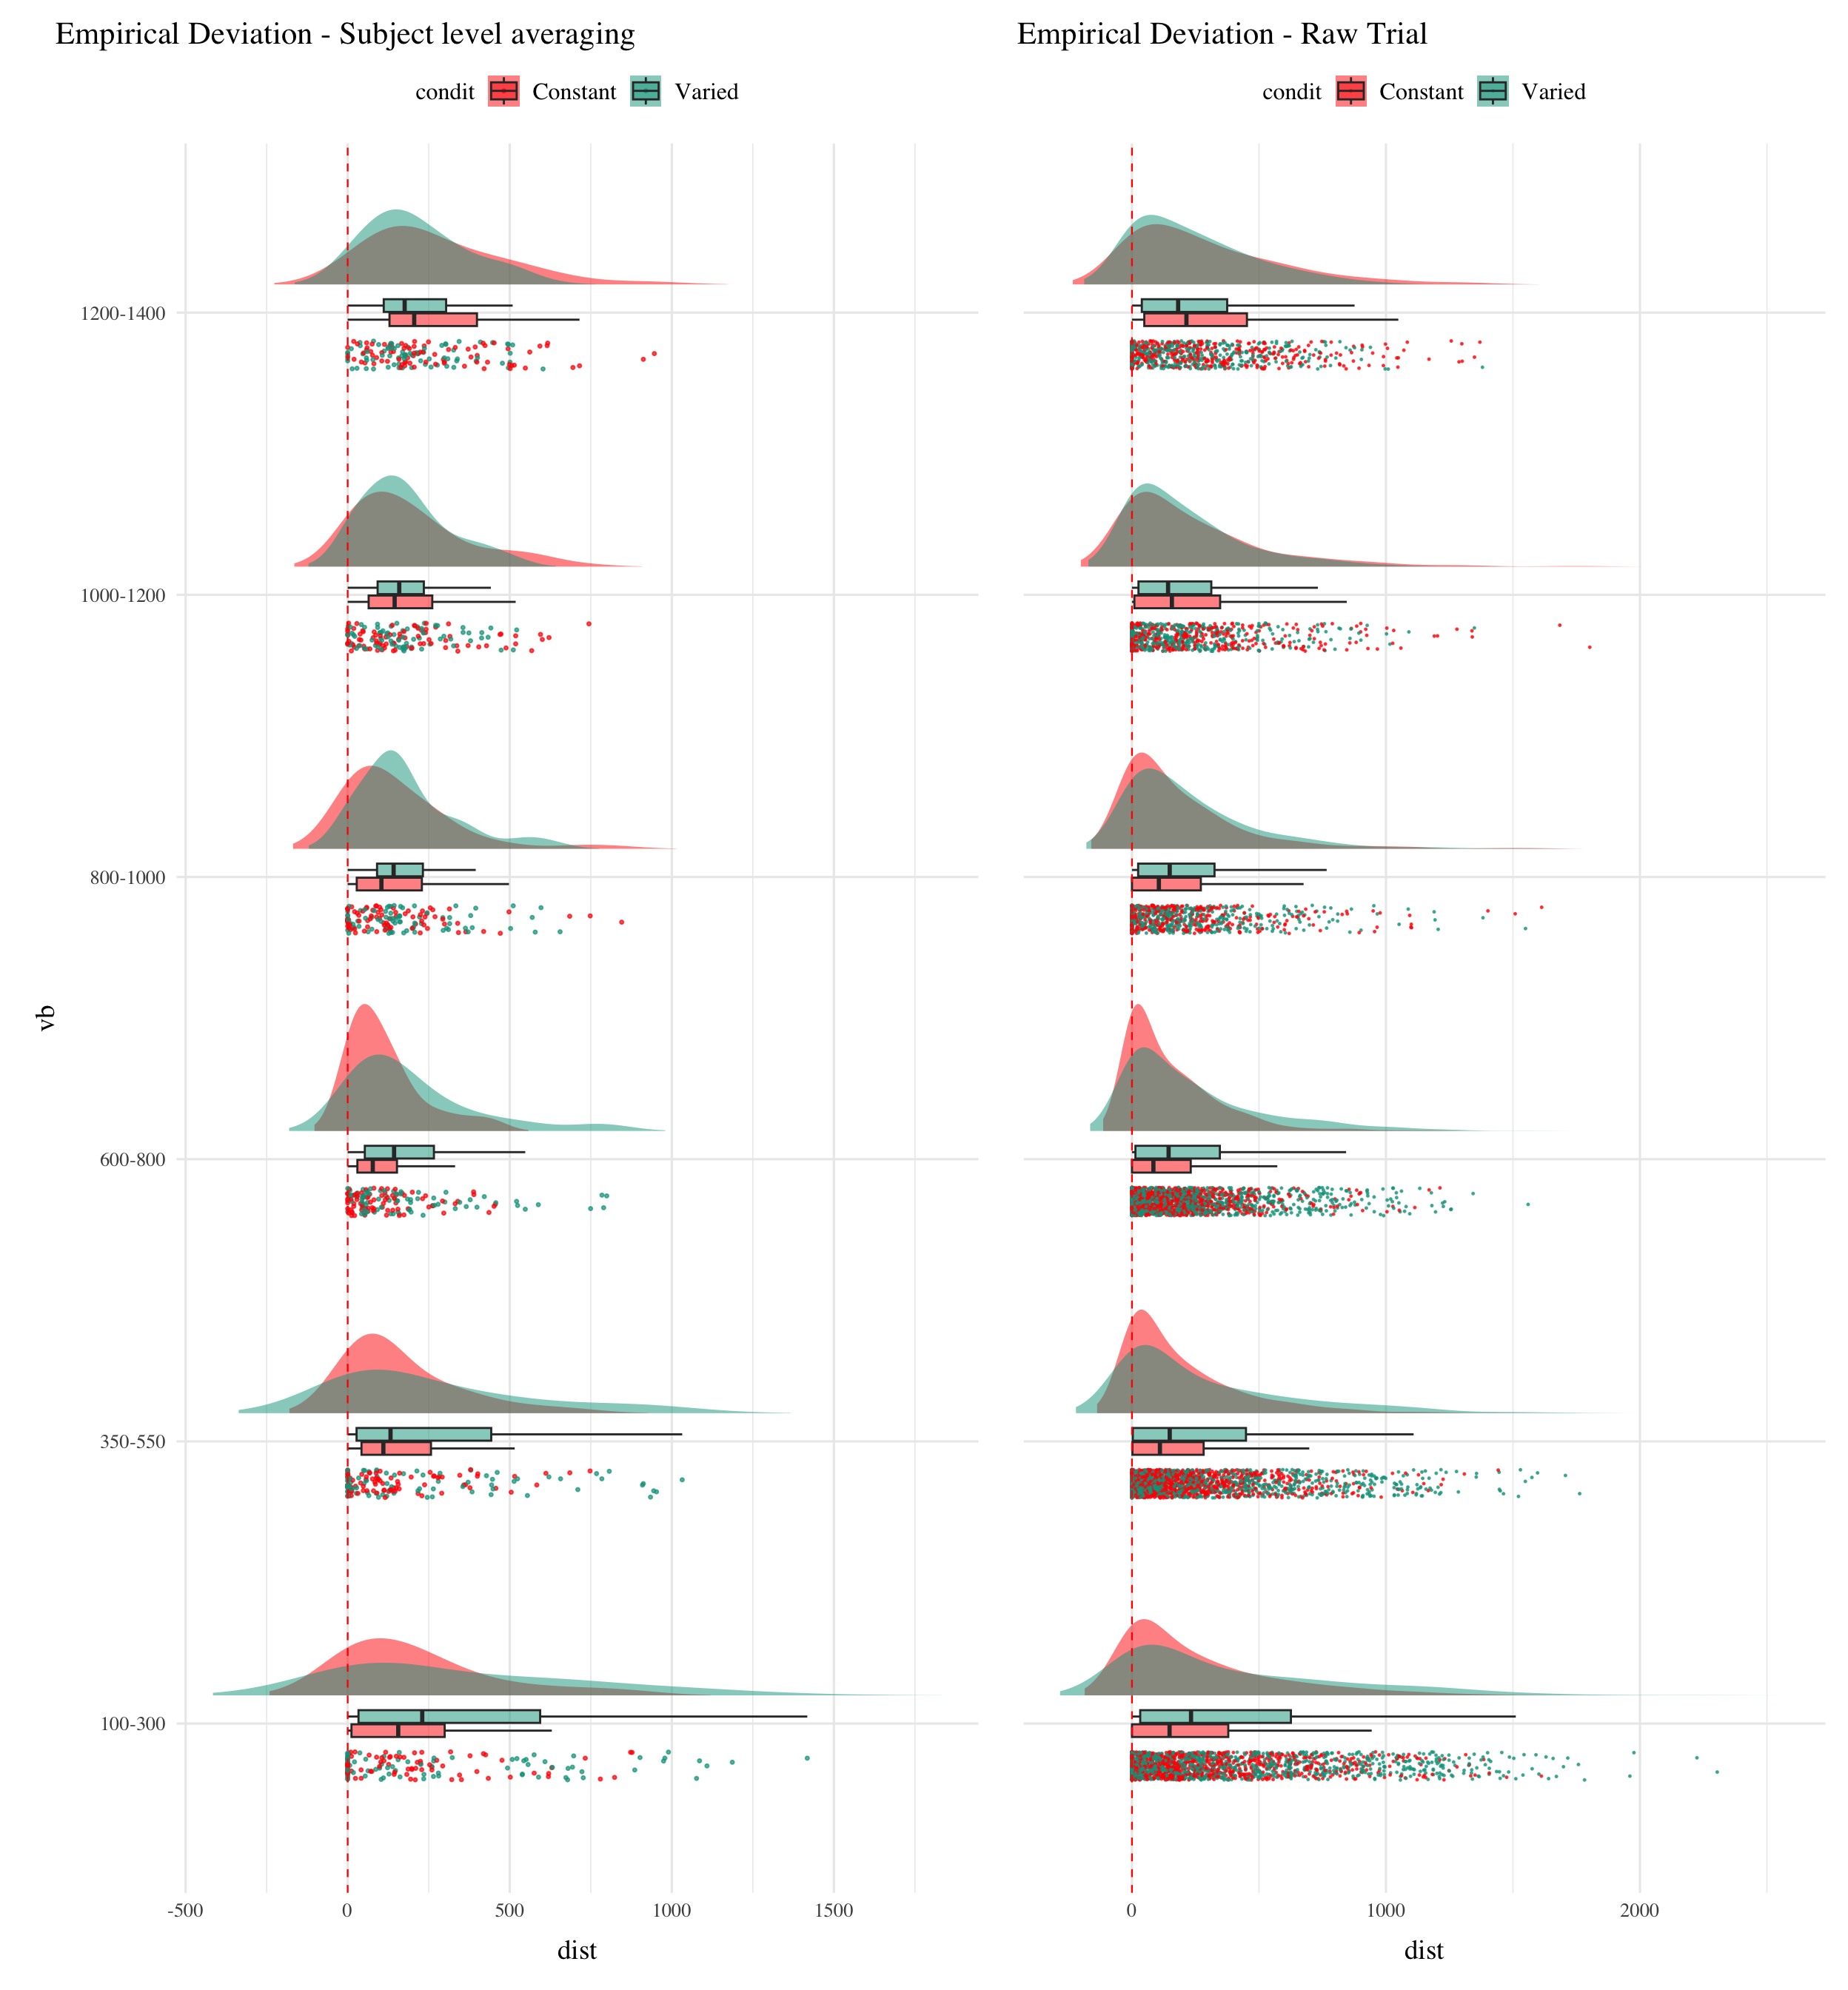 Empirical Deviation - Subject level averaging
condit Constant Varied
1200-1400
1000-1200
800-1000
600-800
350-550
100-300
vb
-500 0 500 1000 1500
dist
Empirical Deviation - Raw Trial
condit Constant Varied
0 1000 2000
dist